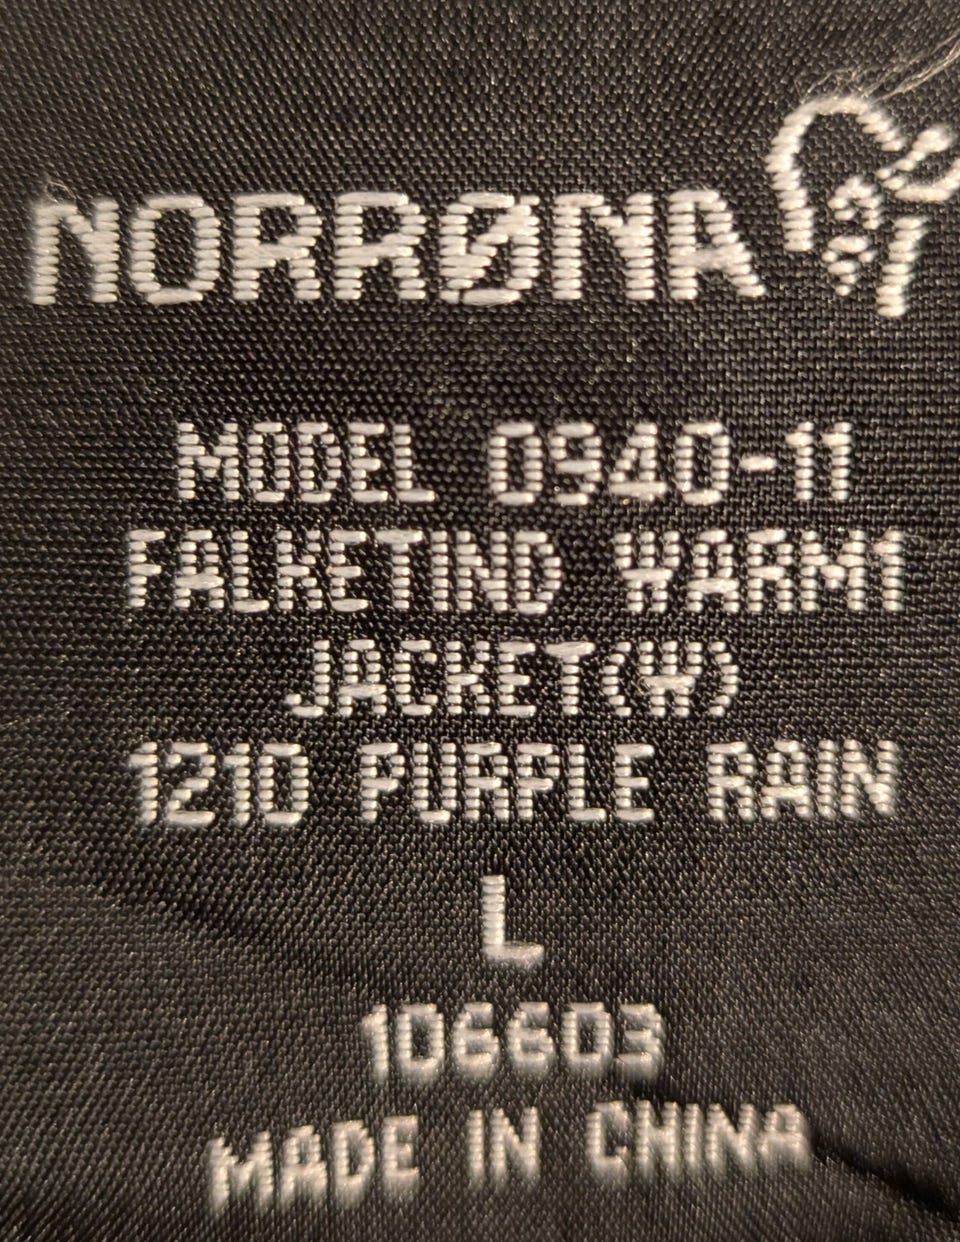 NORRØNA
MODEL 0940-11
FALKETIND WARM1
JACKET(W)
1210 PURPLE RAIN
L
106603
MADE IN CHINA